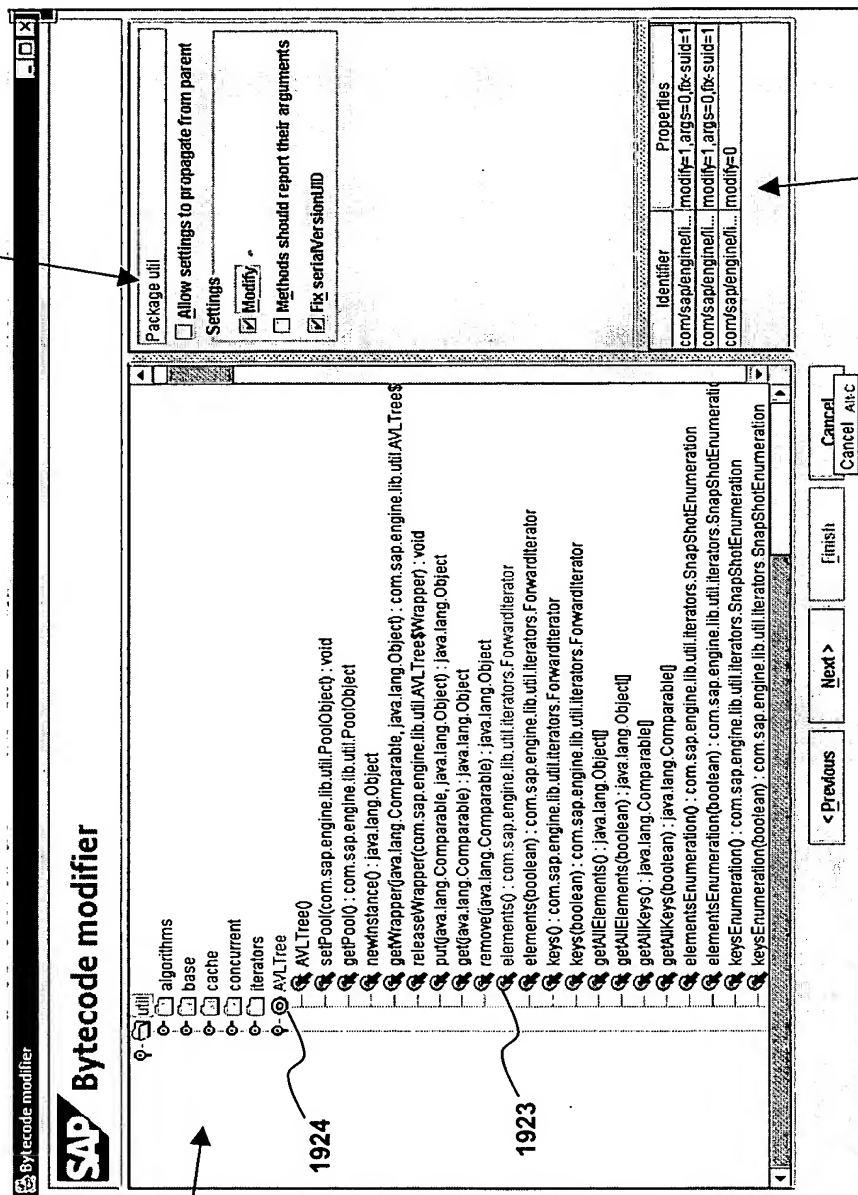 Bytecode modifier
SAP Bytecode modifier
util
algorithms
base
cache
concurrent
iterators
AVLTree
AVLTree()
setPool(com.sap.engine.lib.util.PoolObject) : void
getPool() : com.sap.engine.lib.util.PoolObject
newInstance() : java.lang.Object
getWrapper(java.lang.Comparable, java.lang.Object) : com.sap.engine.lib.util.AVLTree$
releaseWrapper(com.sap.engine.lib.util.AVLTree$Wrapper) : void
put(java.lang.Comparable, java.lang.Object) : java.lang.Object
get(java.lang.Comparable) : java.lang.Object
remove(java.lang.Comparable) : java.lang.Object
elements() : com.sap.engine.lib.util.iterators.ForwardIterator
elements(boolean) : com.sap.engine.lib.util.iterators.ForwardIterator
keys() : com.sap.engine.lib.util.iterators.ForwardIterator
keys(boolean) : com.sap.engine.lib.util.iterators.ForwardIterator
getAllElements() : java.lang.Object[]
getAllElements(boolean) : java.lang.Object[]
getAllKeys() : java.lang.Comparable[]
getAllKeys(boolean) : java.lang.Comparable[]
elementsEnumeration() : com.sap.engine.lib.util.iterators.SnapShotEnumeration
elementsEnumeration(boolean) : com.sap.engine.lib.util.iterators.SnapShotEnumeratio
keysEnumeration() : com.sap.engine.lib.util.iterators.SnapShotEnumeration
keysEnumeration(boolean) : com.sap.engine.lib.util.iterators.SnapShotEnumeration
1924
1923
Package util
Allow settings to propagate from parent
Settings
Modify
Methods should report their arguments
Fix serialVersionUID
Identifier Properties
com/sap/engine/li... modify=1,args=0,fix-suid=1
com/sap/engine/li... modify=1,args=0,fix-suid=1
com/sap/engine/li... modify=0
< Previous
Next >
Finish
Cancel
Cancel Alt-C